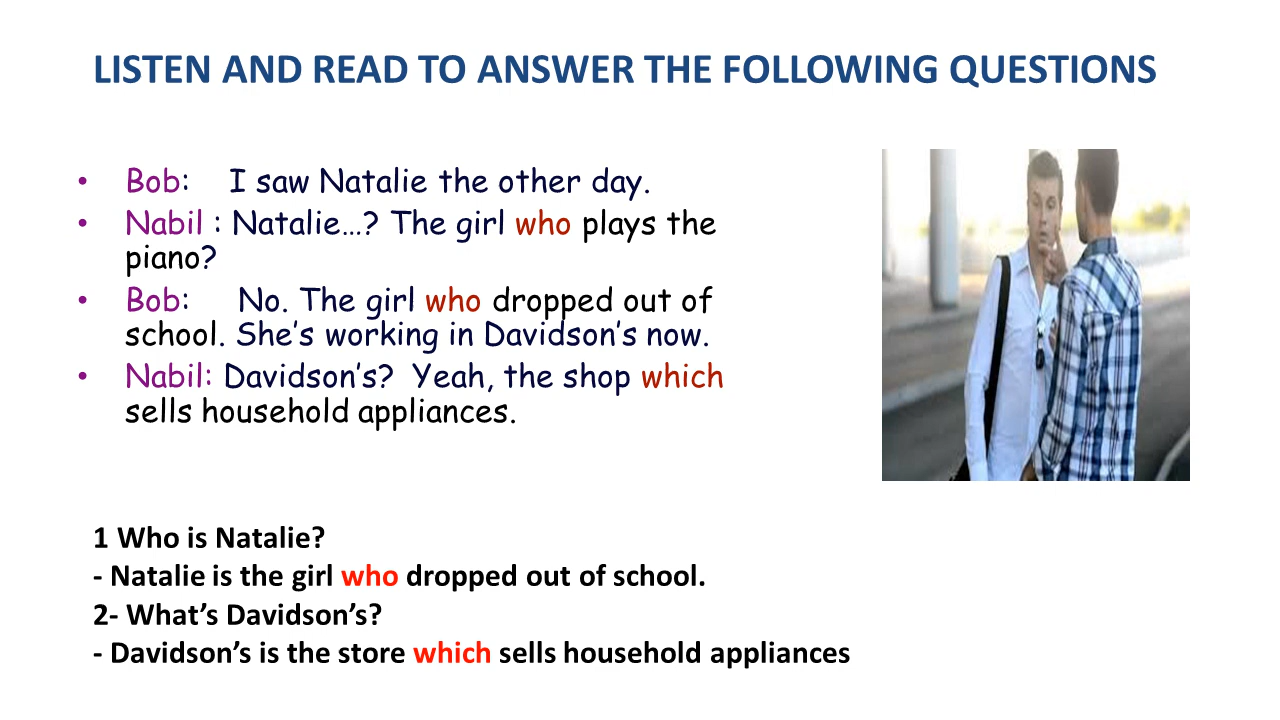 LISTEN AND READ TO ANSWER THE FOLLOWING QUESTIONS
• Bob: I saw Natalie the other day.
• Nabil : Natalie…? The girl who plays the
piano?
• Bob: No. The girl who dropped out of
school. She’s working in Davidson’s now.
• Nabil: Davidson’s? Yeah, the shop which
sells household appliances.
1 Who is Natalie?
- Natalie is the girl who dropped out of school.
2- What’s Davidson’s?
- Davidson’s is the store which sells household appliances